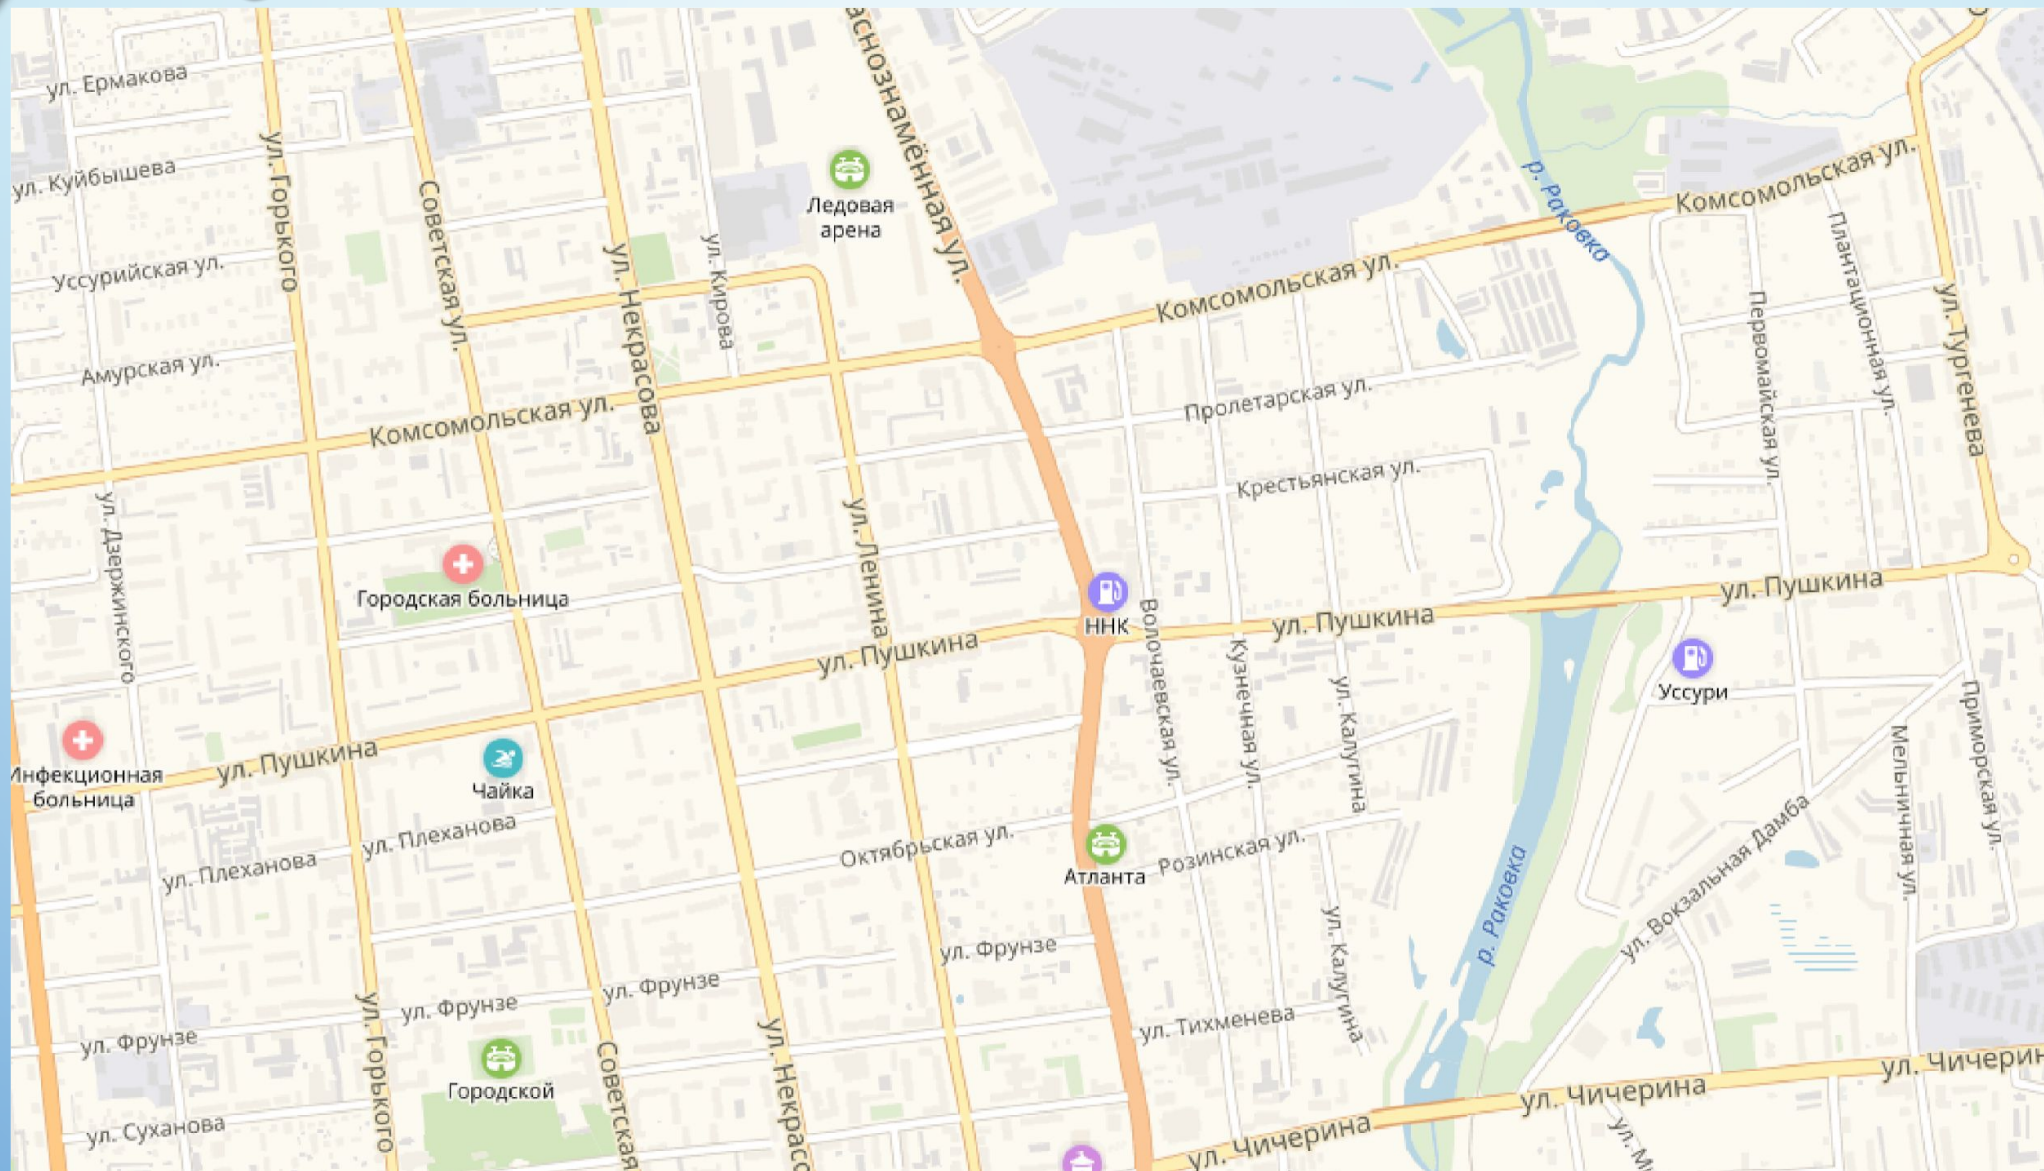 ул. Ермакова
ул. Куйбышева
ул. Горького
Советская ул.
ул. Некрасова
ул. Кирова
Ледовая
арена
аснознамённая ул.
р. Раковка
Комсомольская ул.
Плантационная ул.
Уссурийская ул.
Комсомольская ул.
Первомайская ул.
ул. Тургенева
Амурская ул.
Комсомольская ул.
Пролетарская ул.
Крестьянская ул.
ул. Дзержинского
ул. Ленина
Городская больница
ННК
Волочаевская ул.
ул. Пушкина
ул. Пушкина
ул. Пушкина
Кузнечная ул.
ул. Калугина
Уссури
Приморская ул.
Мельничная ул.
Инфекционная
больница
ул. Пушкина
Чайка
ул. Плеханова
ул. Плеханова
Октябрьская ул.
Атланта
Розинская ул.
р. Раковка
ул. Вокзальная Дамба
ул. Фрунзе
ул. Фрунзе
ул. Фрунзе
ул. Фрунзе
ул. Калугина
ул. Тихменева
ул. Горького
Городской
Советская
ул. Некрасо
ул. Суханова
ул. Чичерина
ул. Чичерина
ул. Чичерин
ул. М